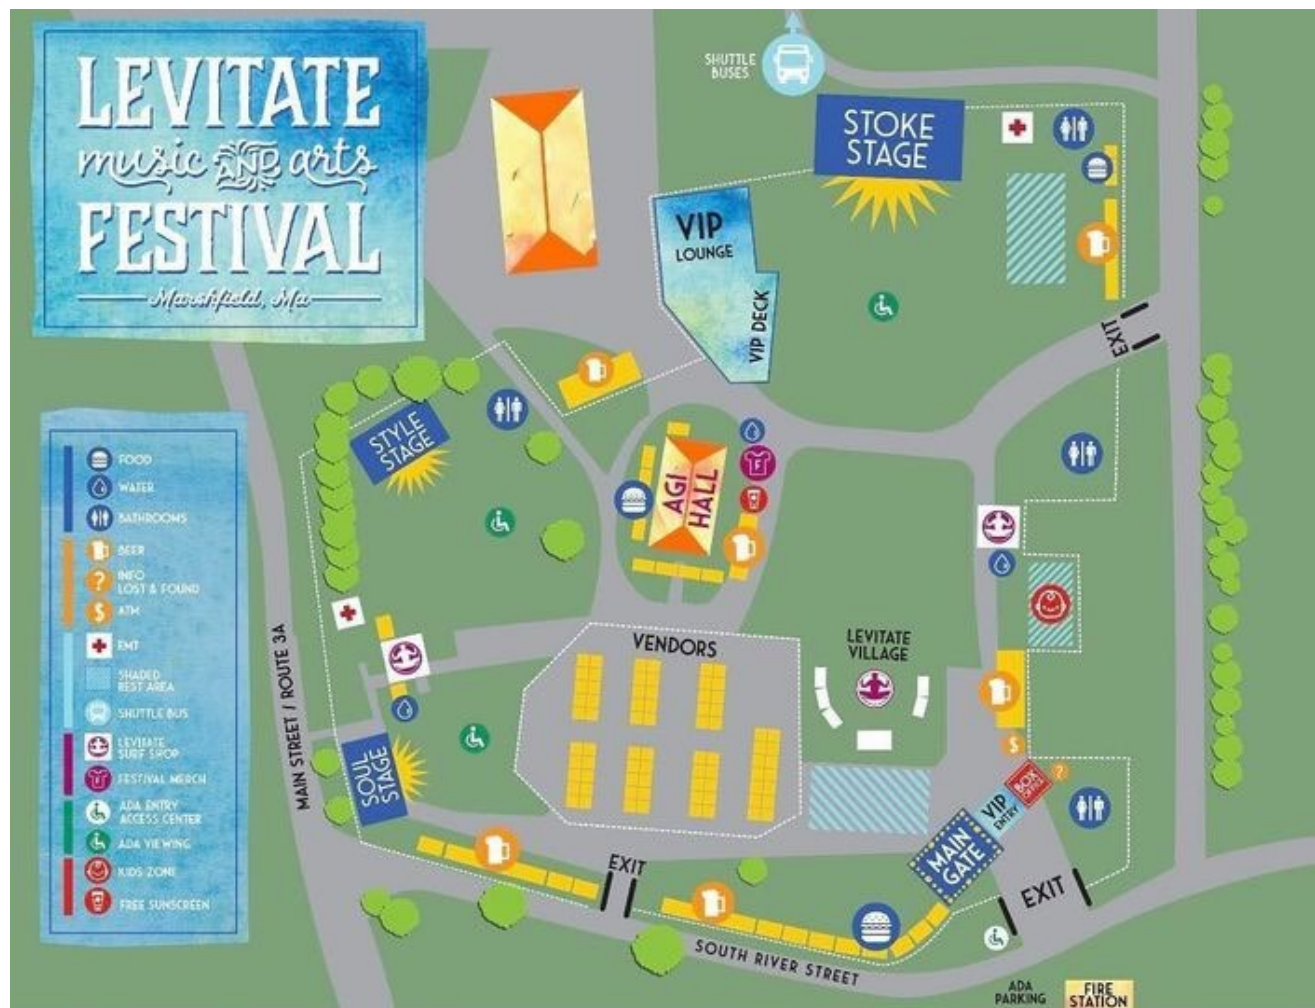 LEVITATE
music AND arts
FESTIVAL
Marshfield, Ma
SHUTTLE
BUSES
STOKE
STAGE
VIP
LOUNGE
VIP DECK
EXIT
STYLE
STAGE
AGI
HALL
F
FOOD
WATER
BATHROOMS
BEER
?
INFO
LOST & FOUND
$
ATM
EMT
SHADED
REST AREA
SHUTTLE BUS
LEVITATE
SURF SHOP
F
FESTIVAL MERCH
ADA ENTRY
ACCESS CENTER
ADA VIEWING
KIDS ZONE
FREE SUNSCREEN
MAIN STREET / ROUTE 3A
VENDORS
LEVITATE
VILLAGE
SOUL
STAGE
$
?
BOX
OFFICE
VIP
ENTRY
MAIN
GATE
EXIT
EXIT
SOUTH RIVER STREET
ADA
PARKING
FIRE
STATION